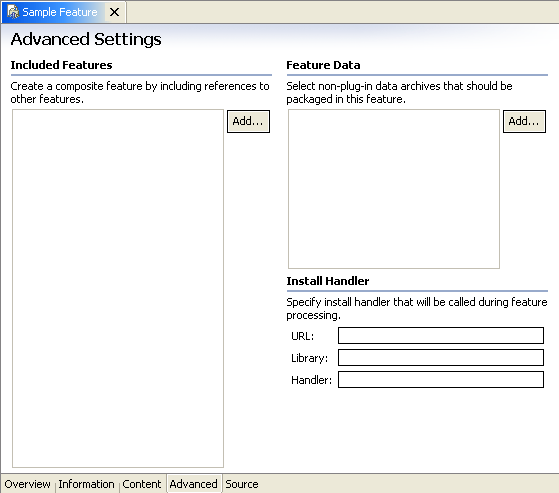 Sample Feature
Advanced Settings
Included Features
Create a composite feature by including references to
other features.
Add...
Feature Data
Select non-plug-in data archives that should be
packaged in this feature.
Add...
Install Handler
Specify install handler that will be called during feature
processing.
URL:
Library:
Handler:
Overview Information Content Advanced Source